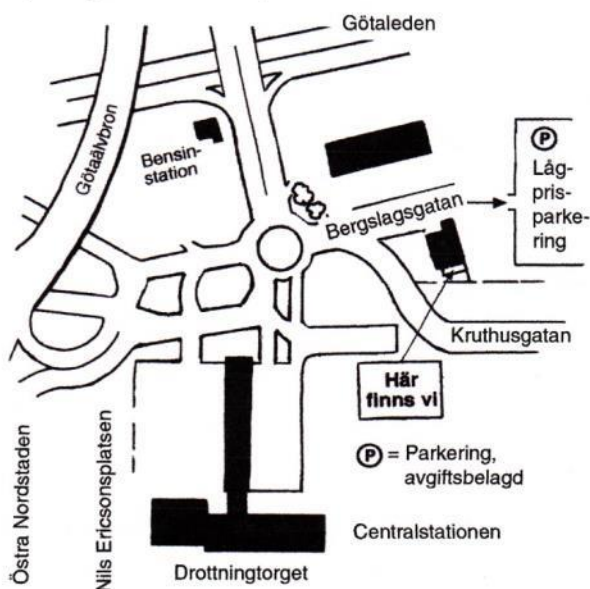 Götaleden
Götaälvbron
Bensin-
station
P
Låg-
pris-
parke-
ring
Bergslagsgatan
Kruthusgatan
Här
finns vi
P = Parkering,
avgiftsbelagd
Östra Nordstaden
Nils Ericsonsplatsen
Centralstationen
Drottningtorget